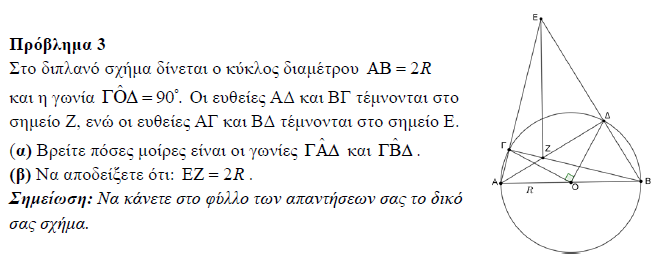 Πρόβλημα 3
Στο διπλανό σχήμα δίνεται ο κύκλος διαμέτρου ΑΒ = 2R
και η γωνία ΓÔΔ = 90°. Οι ευθείες ΑΔ και ΒΓ τέμνονται στο
σημείο Ζ, ενώ οι ευθείες ΑΓ και ΒΔ τέμνονται στο σημείο Ε.
(α) Βρείτε πόσες μοίρες είναι οι γωνίες ΓÂΔ και ΓB̂Δ .
(β) Να αποδείξετε ότι: ΕΖ = 2R .
Σημείωση: Να κάνετε στο φύλλο των απαντήσεων σας το δικό
σας σχήμα.
Ε
Δ
Γ
Ζ
Α
R
Ο
Β